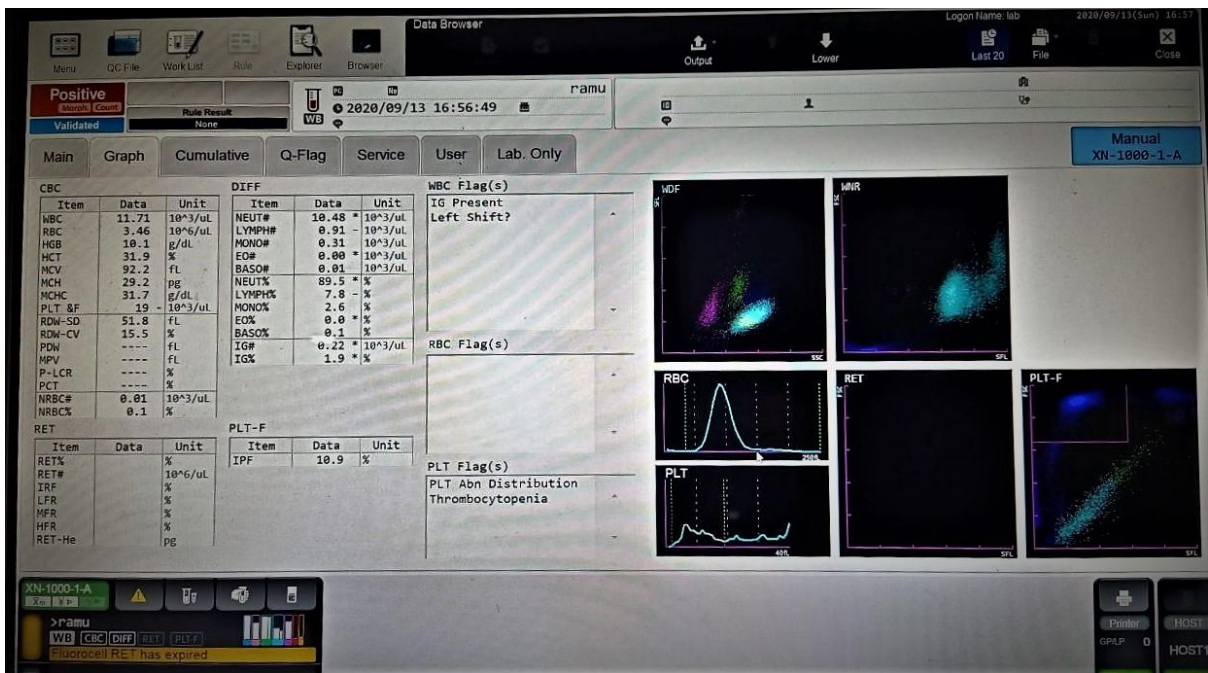 Data Browser
Logon Name: lab 2020/09/13(Sun) 16:57
Menu QC File Work List Rule Explorer Browser Output Lower Last 20 File Close
Positive
Morph. Count
Validated
Rule Result
None
WB
ramu
2020/09/13 16:56:49
Manual
XN-1000-1-A
Main Graph Cumulative Q-Flag Service User Lab. Only
CBC
Item Data Unit
WBC 11.71 10^3/uL
RBC 3.46 10^6/uL
HGB 10.1 g/dL
HCT 31.9 %
MCV 92.2 fL
MCH 29.2 pg
MCHC 31.7 g/dL
PLT &F 19 - 10^3/uL
RDW-SD 51.8 fL
RDW-CV 15.5 %
PDW ---- fL
MPV ---- fL
P-LCR ---- %
PCT ---- %
NRBC# 0.01 10^3/uL
NRBC% 0.1 %
RET
Item Data Unit
RET% %
RET# 10^6/uL
IRF %
LFR %
MFR %
HFR %
RET-He pg
DIFF
Item Data Unit
NEUT# 10.48 * 10^3/uL
LYMPH# 0.91 - 10^3/uL
MONO# 0.31 10^3/uL
EO# 0.00 * 10^3/uL
BASO# 0.01 10^3/uL
NEUT% 89.5 * %
LYMPH% 7.8 - %
MONO% 2.6 %
EO% 0.0 * %
BASO% 0.1 %
IG# 0.22 * 10^3/uL
IG% 1.9 * %
PLT-F
Item Data Unit
IPF 10.9 %
WBC Flag(s)
IG Present
Left Shift?
RBC Flag(s)
PLT Flag(s)
PLT Abn Distribution
Thrombocytopenia
WDF
SSC
WNR
SFL
RBC
250fL
RET
SFL
PLT-F
SFL
PLT
40fL
XN-1000-1-A
>ramu
WB CBC DIFF RET PLT-F
Fluorocell RET has expired
Printer
GP/LP 0
HOST
HOST1